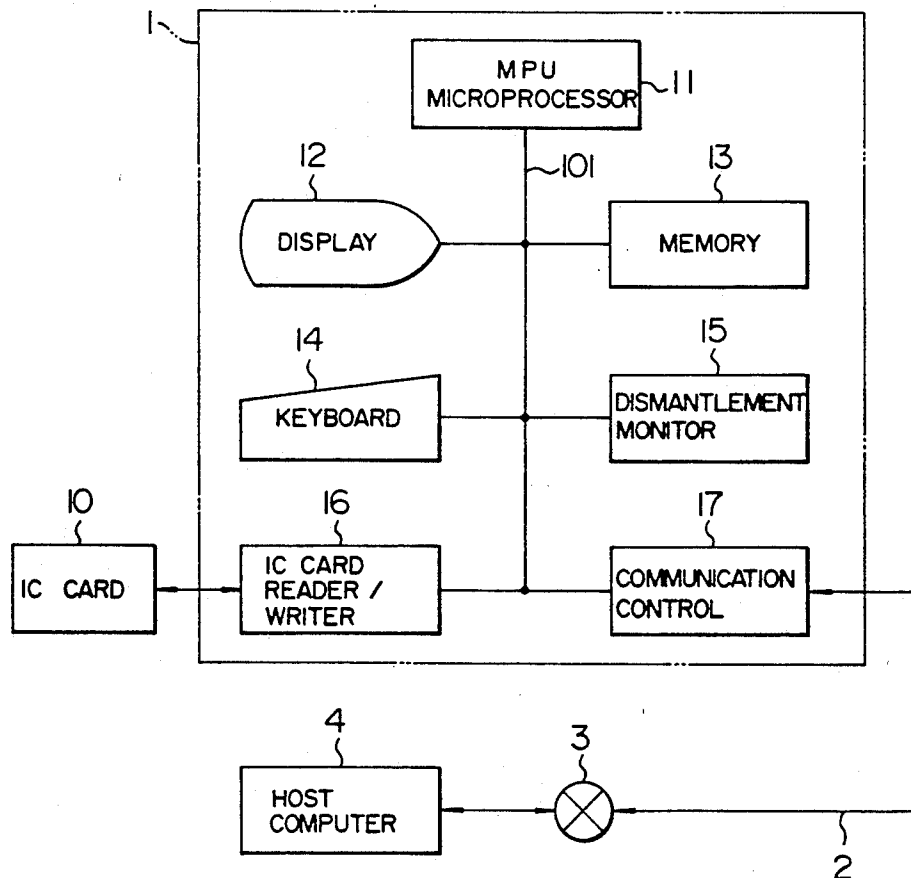 1
MPU
MICROPROCESSOR
11
101
12
DISPLAY
13
MEMORY
14
KEYBOARD
15
DISMANTLEMENT
MONITOR
10
IC CARD
16
IC CARD
READER /
WRITER
17
COMMUNICATION
CONTROL
4
HOST
COMPUTER
3
2